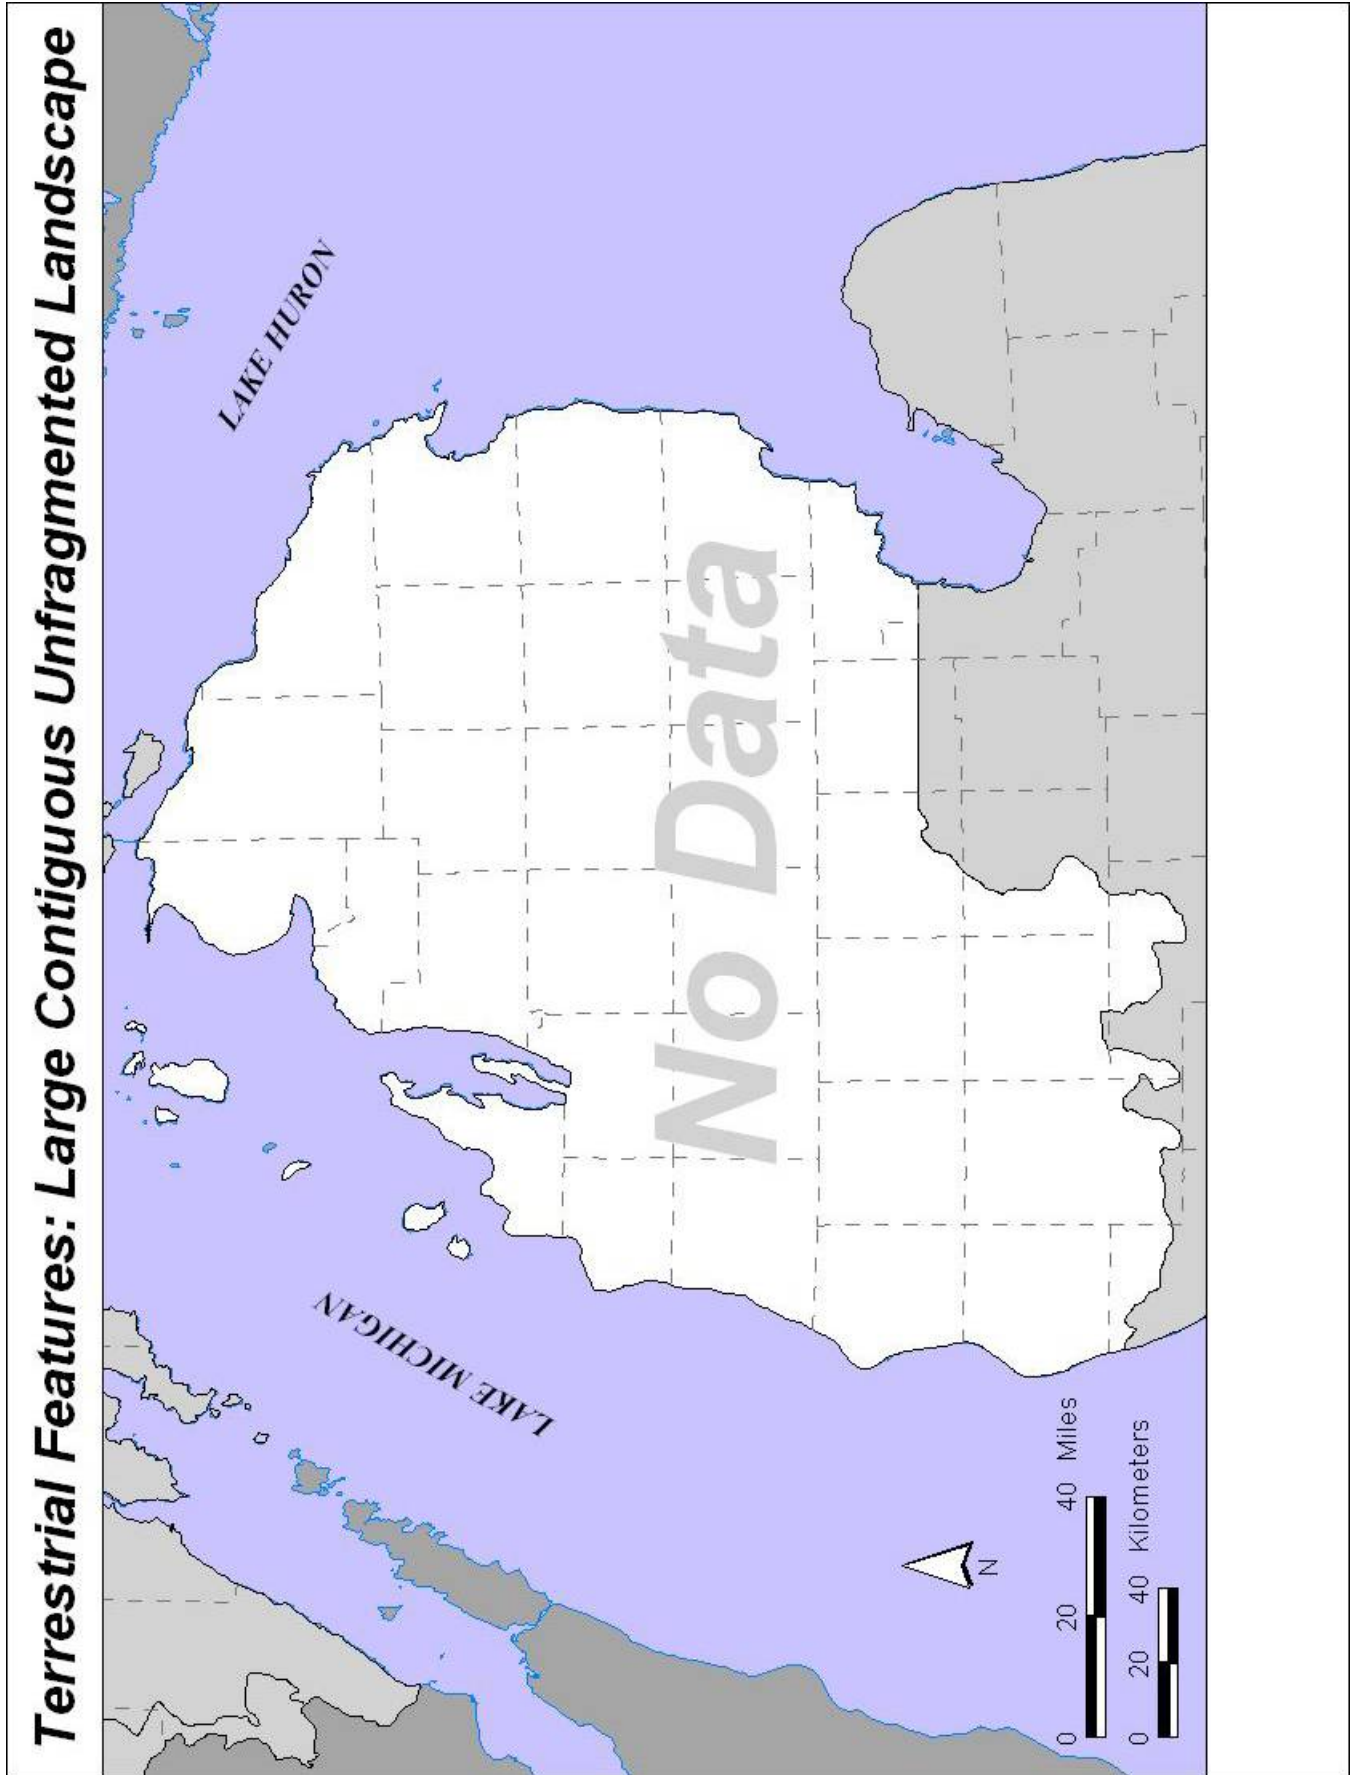 Terrestrial Features: Large Contiguous Unfragmented Landscape
LAKE HURON
LAKE MICHIGAN
No Data
N
0 20 40 Miles
0 20 40 Kilometers